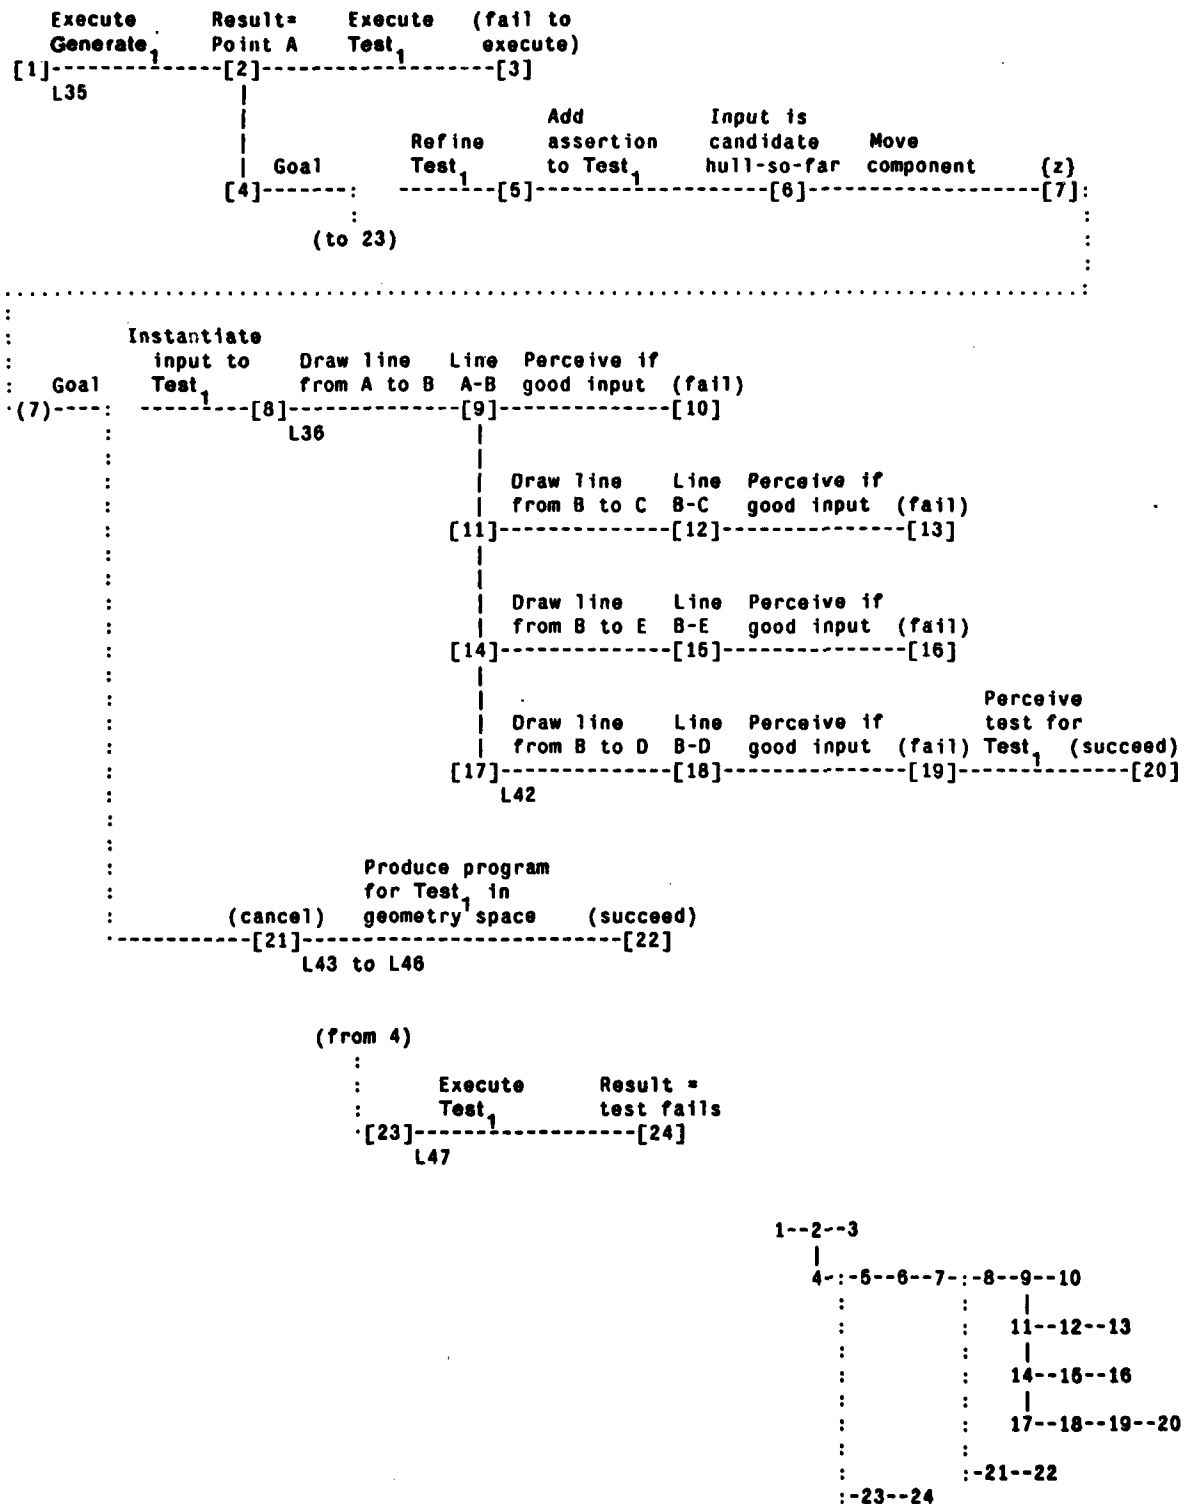 Execute Result= Execute (fail to
Generate1 Point A Test1 execute)
[1]---------------[2]--------------------[3]
L35
Add Input is
Refine assertion candidate Move
Goal Test1 to Test1 hull-so-far component {z}
[4]------- ---------[5]--------------------[6]--------------------[7]
(to 23)
Instantiate
input to Draw line Line Perceive if
Goal Test1 from A to B A-B good input (fail)
(7)---- ----------[8]---------------[9]---------------[10]
L36
Draw line Line Perceive if
from B to C B-C good input (fail)
[11]--------------[12]---------------[13]
Draw line Line Perceive if
from B to E B-E good input (fail)
[14]--------------[15]---------------[16]
Perceive
Draw line Line Perceive if test for
from B to D B-D good input (fail) Test1 (succeed)
[17]--------------[18]---------------[19]--------------[20]
L42
Produce program
for Test1 in
(cancel) geometry space (succeed)
-----------[21]---------------------------[22]
L43 to L46
(from 4)
Execute Result =
Test1 test fails
[23]------------------[24]
L47
1--2--3
4-:-5--6--7-:-8--9--10
11--12--13
14--15--16
17--18--19--20
:-21--22
:-23--24